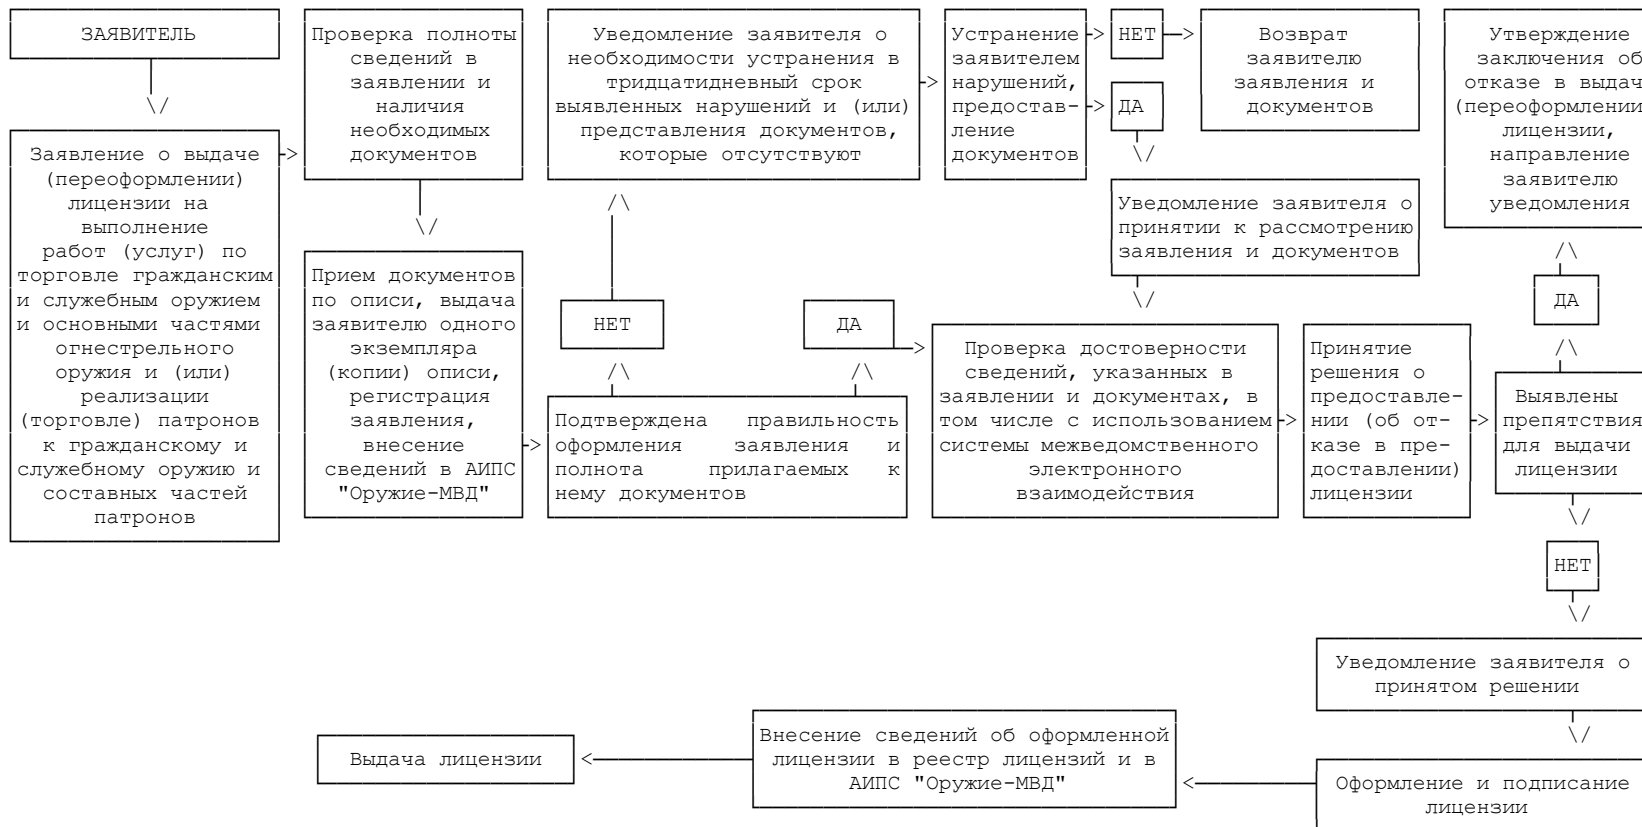 ЗАЯВИТЕЛЬ
Заявление о выдаче
(переоформлении)
лицензии на
выполнение
работ (услуг) по
торговле гражданским
и служебным оружием
и основными частями
огнестрельного
оружия и (или)
реализации
(торговле) патронов
к гражданскому и
служебному оружию и
составных частей
патронов
Проверка полноты
сведений в
заявлении и
наличия
необходимых
документов
Прием документов
по описи, выдача
заявителю одного
экземпляра
(копии) описи,
регистрация
заявления,
внесение
сведений в АИПС
"Оружие-МВД"
Подтверждена правильность
оформления заявления и
полнота прилагаемых к
нему документов
НЕТ
Уведомление заявителя о
необходимости устранения в
тридцатидневный срок
выявленных нарушений и (или)
представления документов,
которые отсутствуют
Устранение
заявителем
нарушений,
предостав-
ление
документов
НЕТ
Возврат
заявителю
заявления и
документов
ДА
Уведомление заявителя о
принятии к рассмотрению
заявления и документов
ДА
Проверка достоверности
сведений, указанных в
заявлении и документах, в
том числе с использованием
системы межведомственного
электронного
взаимодействия
Принятие
решения о
предоставле-
нии (об от-
казе в пре-
доставлении)
лицензии
Выявлены
препятствия
для выдачи
лицензии
ДА
Утверждение
заключения об
отказе в выдач
(переоформлении
лицензии,
направление
заявителю
уведомления
НЕТ
Уведомление заявителя о
принятом решении
Оформление и подписание
лицензии
Внесение сведений об оформленной
лицензии в реестр лицензий и в
АИПС "Оружие-МВД"
Выдача лицензии